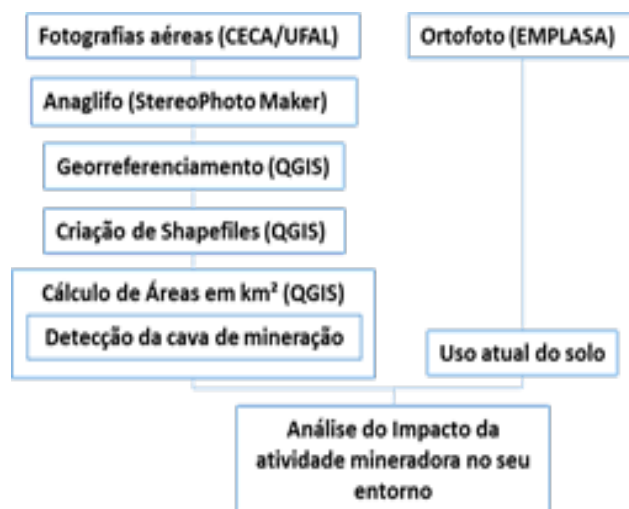 Fotografias aéreas (CECA/UFAL)
Ortofoto (EMPLASA)
Anaglifo (StereoPhoto Maker)
Georreferenciamento (QGIS)
Criação de Shapefiles (QGIS)
Cálculo de Áreas em km² (QGIS)
Detecção da cava de mineração
Uso atual do solo
Análise do Impacto da
atividade mineradora no seu
entorno